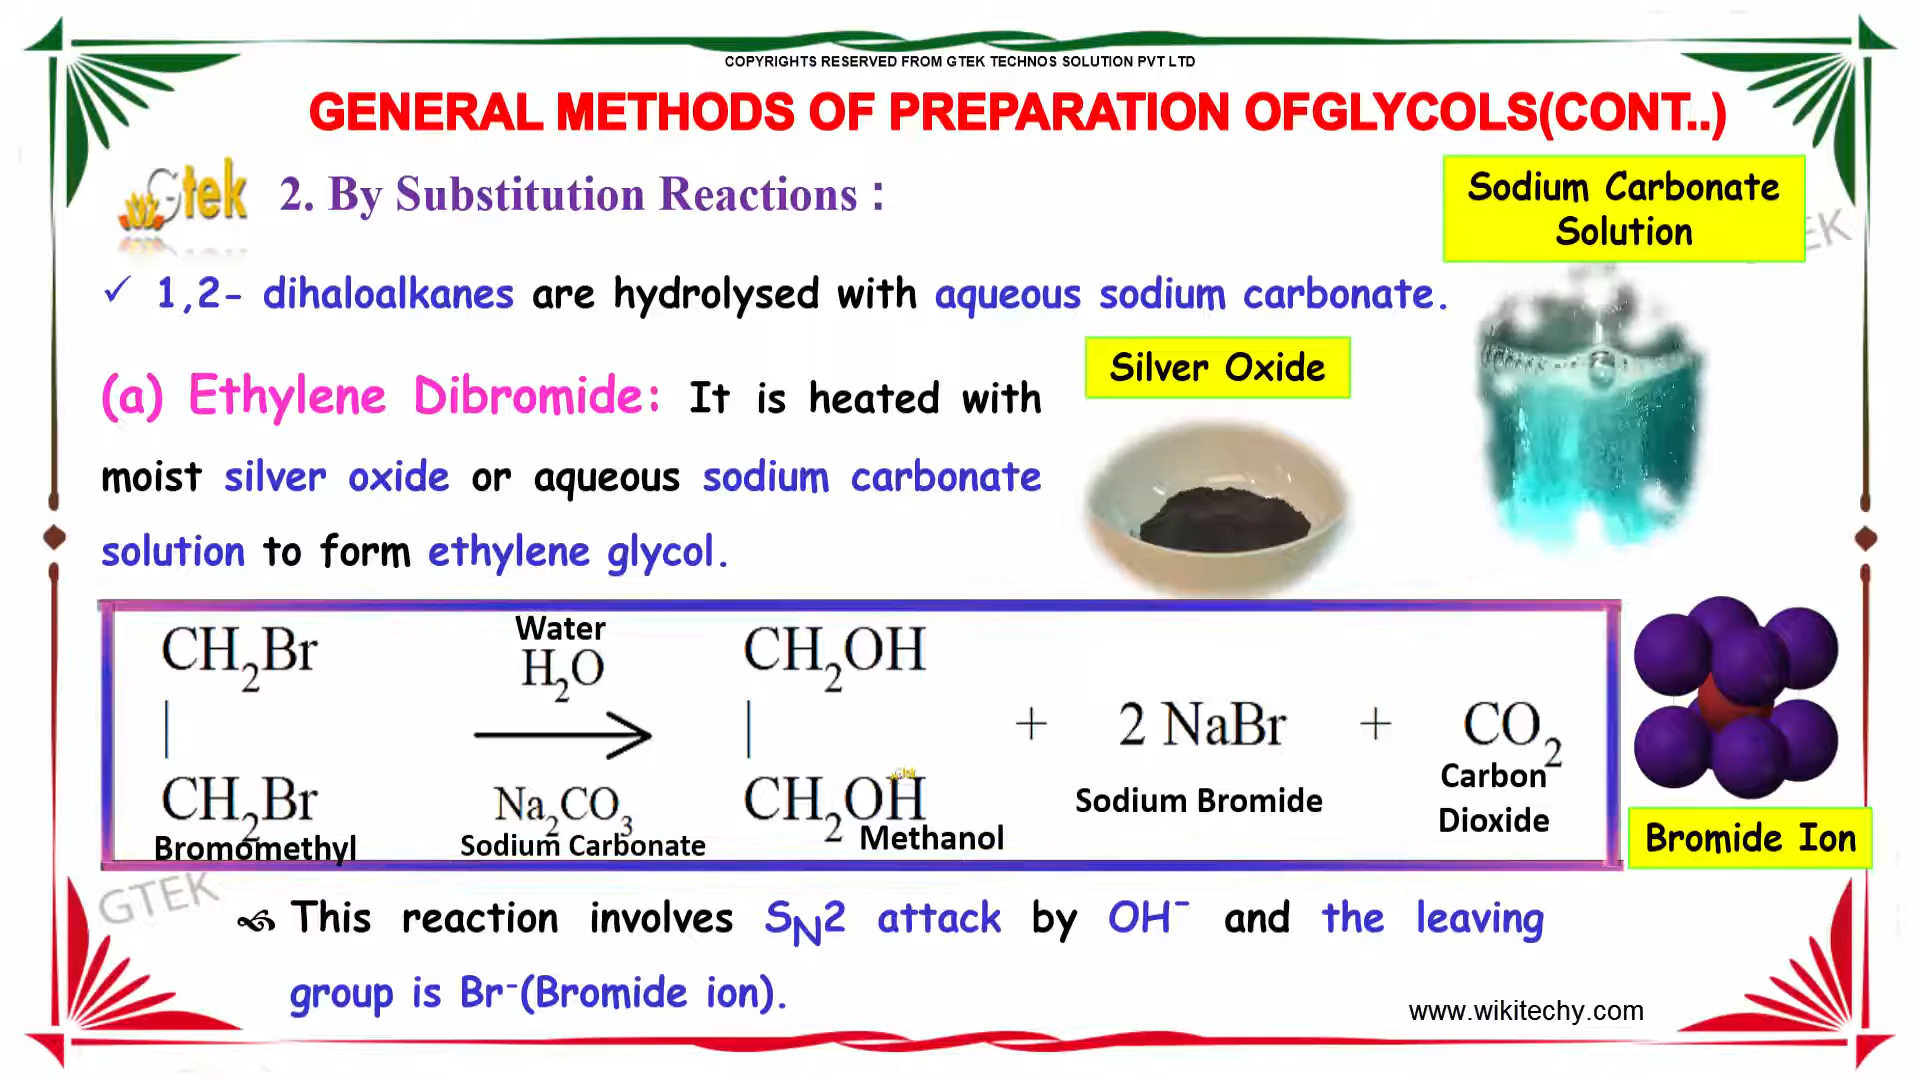 COPYRIGHTS RESERVED FROM GTEK TECHNOS SOLUTION PVT LTD
GENERAL METHODS OF PREPARATION OFGLYCOLS(CONT..)
Gtek
2. By Substitution Reactions :
Sodium Carbonate
Solution
EK
✓ 1,2- dihaloalkanes are hydrolysed with aqueous sodium carbonate.
Silver Oxide
(a) Ethylene Dibromide: It is heated with
moist silver oxide or aqueous sodium carbonate
solution to form ethylene glycol.
Water
CH₂Br H₂O CH₂OH
| | + 2 NaBr + CO₂
CH₂Br Na₂CO₃ CH₂OH Sodium Bromide Carbon
Dioxide
Bromomethyl Sodium Carbonate Methanol
Bromide Ion
GTEK
This reaction involves S_N2 attack by OH⁻ and the leaving
group is Br⁻(Bromide ion).
www.wikitechy.com